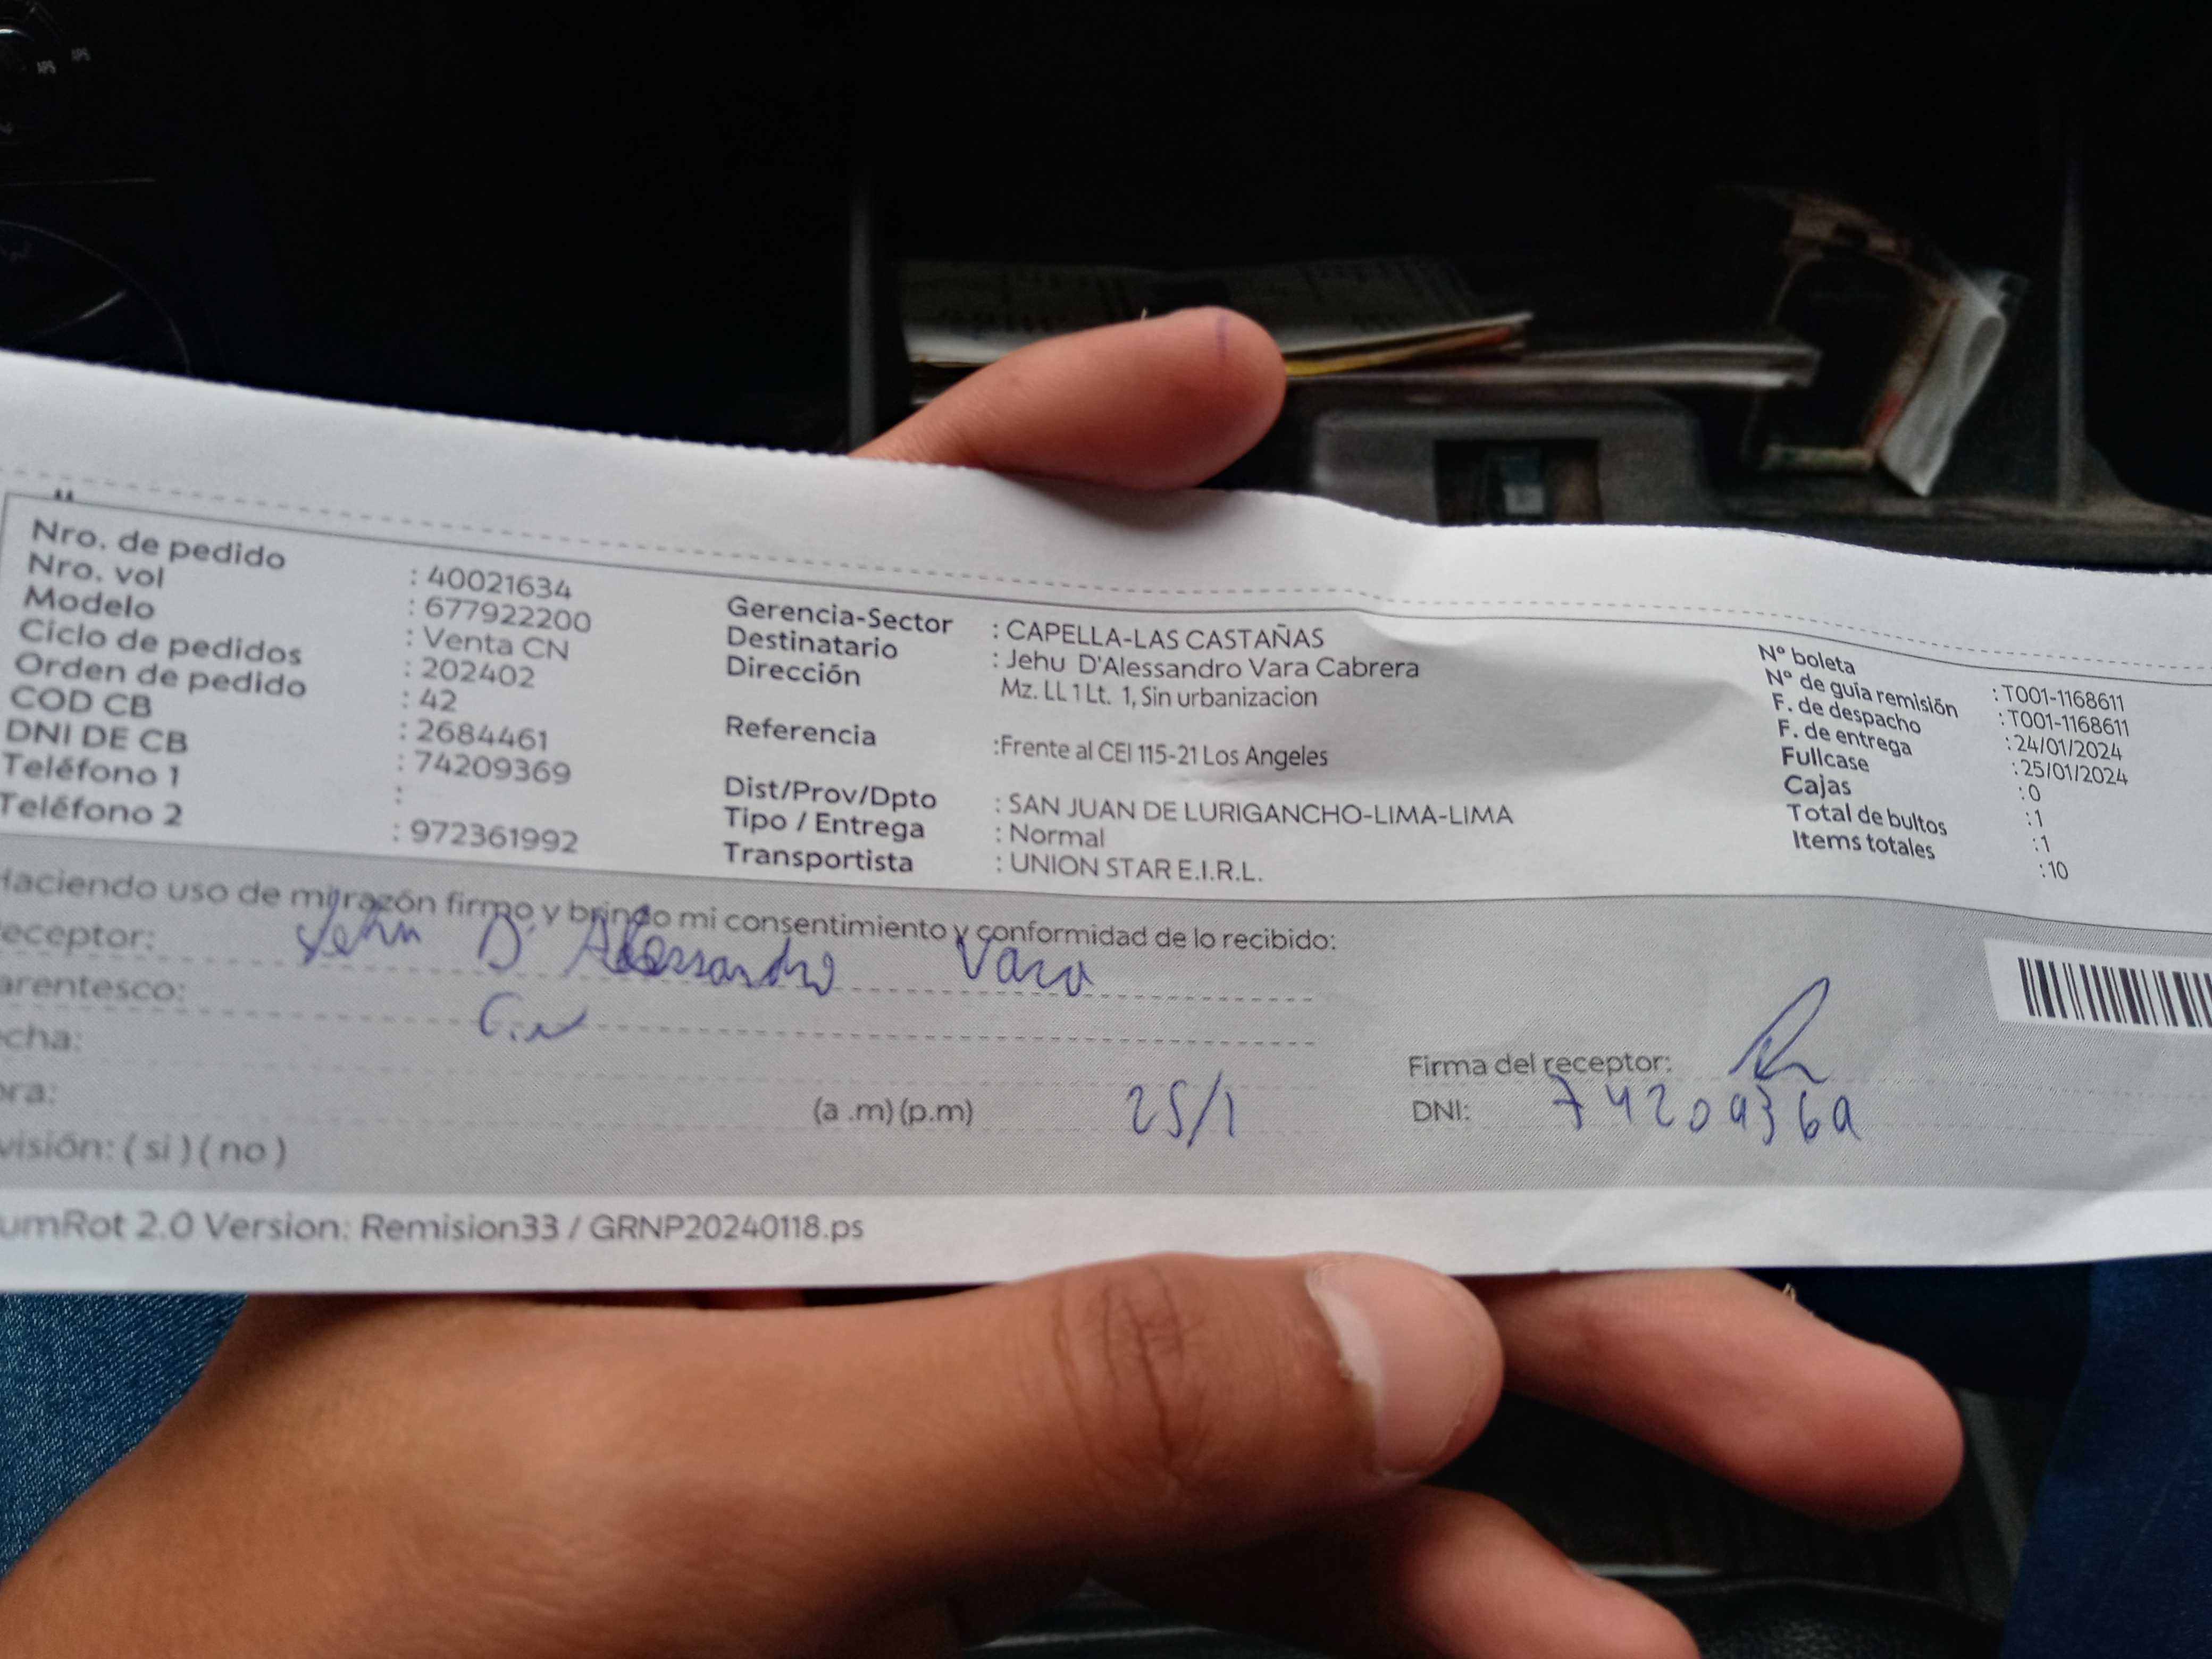 Nro. de pedido : 40021634
Nro. vol : 677922200
Modelo : Venta CN
Ciclo de pedidos : 202402
Orden de pedido : 42
COD CB : 2684461
DNI DE CB : 74209369
Teléfono 1 :
Teléfono 2 : 972361992
Gerencia-Sector : CAPELLA-LAS CASTAÑAS
Destinatario : Jehu D'Alessandro Vara Cabrera
Dirección Mz. LL 1 Lt. 1, Sin urbanizacion
Referencia :Frente al CEI 115-21 Los Angeles
Dist/Prov/Dpto : SAN JUAN DE LURIGANCHO-LIMA-LIMA
Tipo / Entrega : Normal
Transportista : UNION STAR E.I.R.L.
Nº boleta : T001-1168611
Nº de guía remisión : T001-1168611
F. de despacho : 24/01/2024
F. de entrega : 25/01/2024
Fullcase : 0
Cajas : 1
Total de bultos : 1
Items totales : 10
Haciendo uso de mi razón firmo y brindo mi consentimiento y conformidad de lo recibido:
eceptor: Jehu D'Alessandro Vara
arentesco:
cha:
Firma del receptor:
ora: (a .m) (p.m) 25/1 DNI: 74209369
visión: ( si ) ( no )
umRot 2.0 Version: Remision33 / GRNP20240118.ps